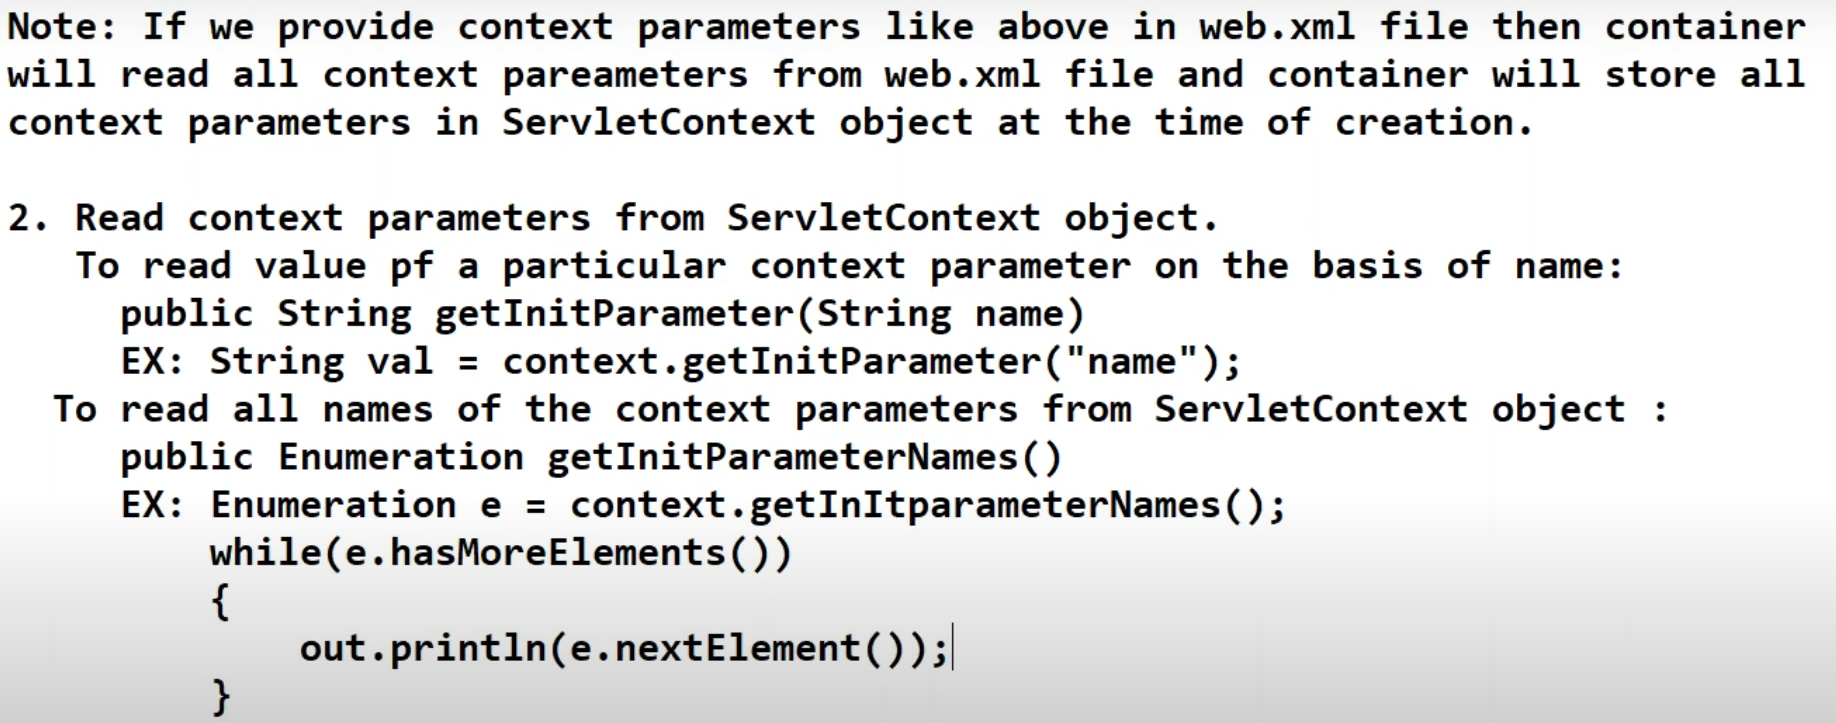 Note: If we provide context parameters like above in web.xml file then container
will read all context pareameters from web.xml file and container will store all
context parameters in ServletContext object at the time of creation.
2. Read context parameters from ServletContext object.
To read value pf a particular context parameter on the basis of name:
public String getInitParameter(String name)
EX: String val = context.getInitParameter("name");
To read all names of the context parameters from ServletContext object :
public Enumeration getInitParameterNames()
EX: Enumeration e = context.getInItparameterNames();
while(e.hasMoreElements())
{
out.println(e.nextElement());
}